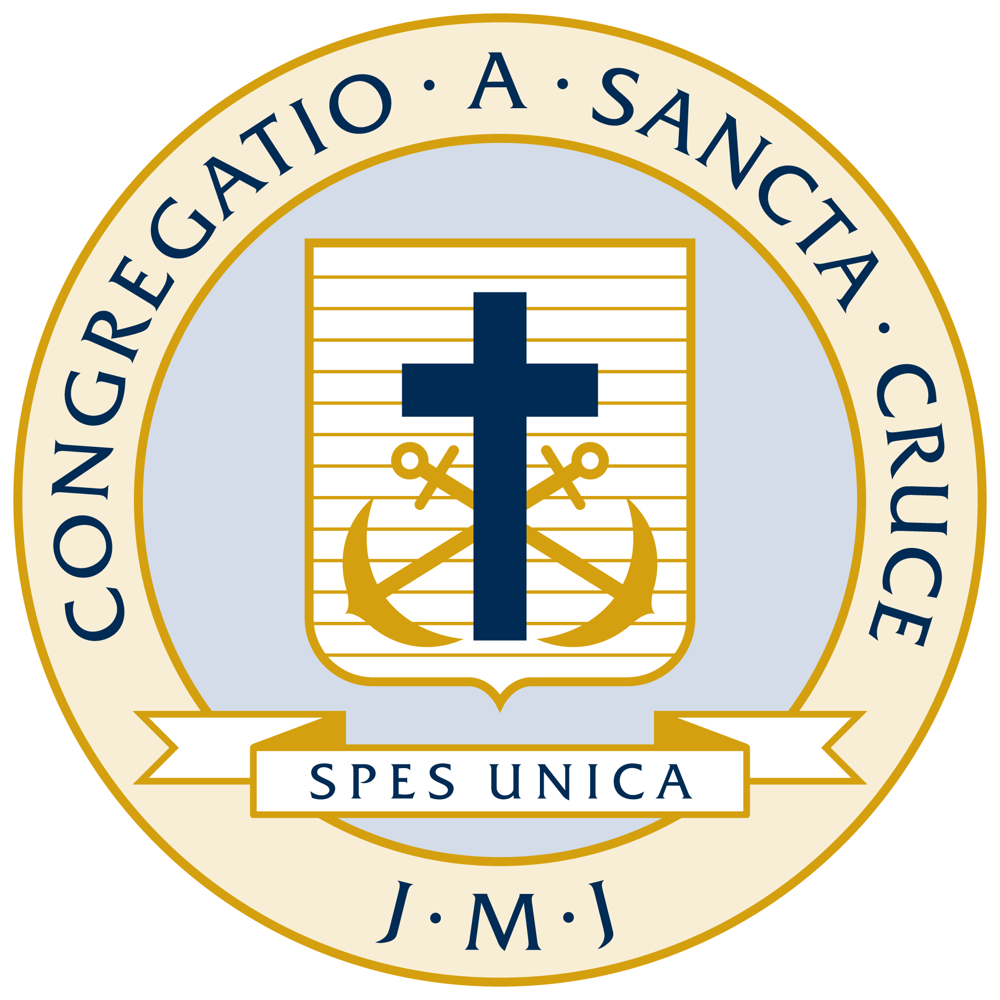 CONGREGATIO · A · SANCTA · CRUCE
SPES UNICA
J · M · J